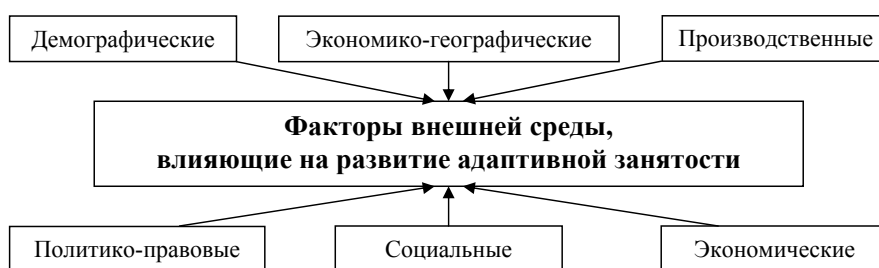 Демографические
Экономико-географические
Производственные
Факторы внешней среды,
влияющие на развитие адаптивной занятости
Политико-правовые
Социальные
Экономические